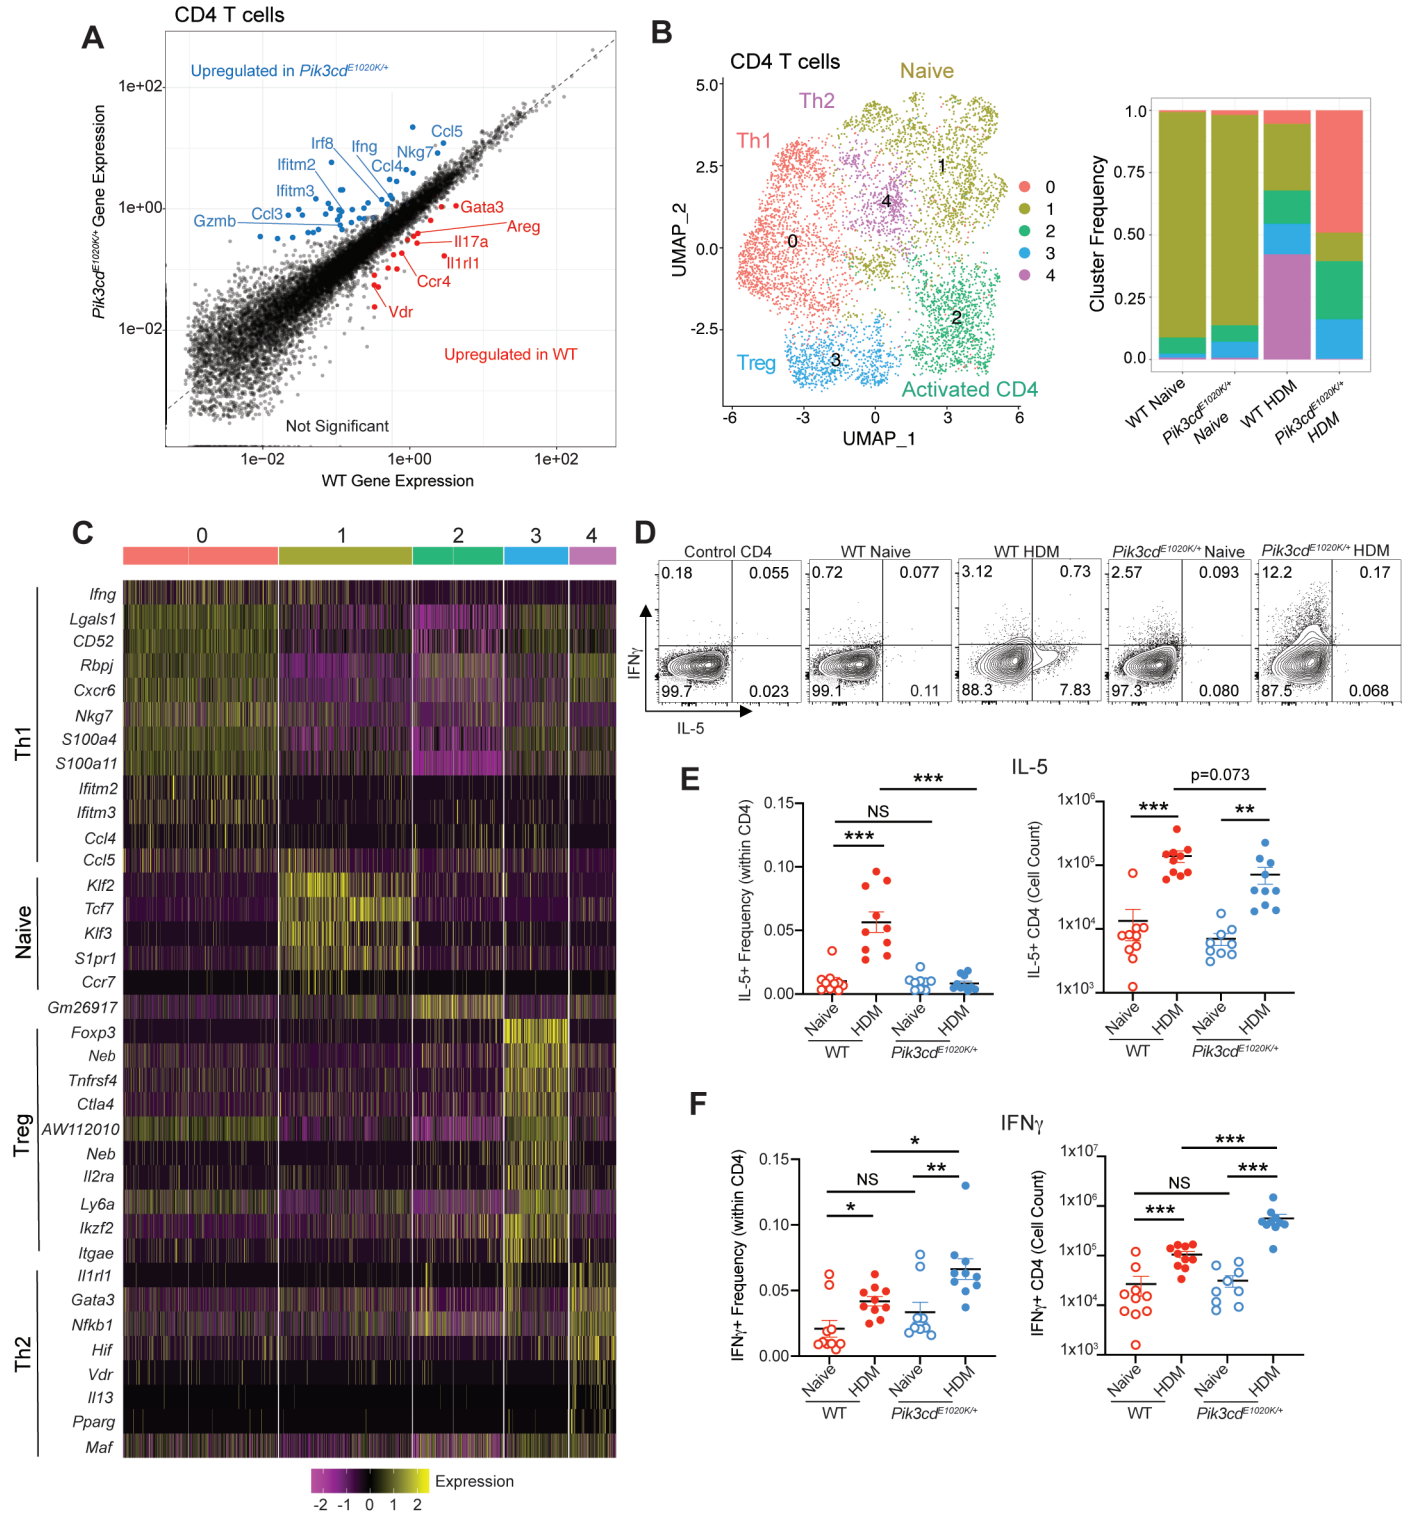 A
CD4 T cells
Pik3cdE1020K/+ Gene Expression
1e+02
1e+00
1e−02
Upregulated in Pik3cdE1020K/+
Ccl5
Irf8
Ifng
Nkg7
Ifitm2
Ccl4
Ifitm3
Ccl3
Gzmb
Gata3
Areg
Il17a
Il1rl1
Ccr4
Vdr
Upregulated in WT
Not Significant
1e−02
1e+00
1e+02
WT Gene Expression
B
CD4 T cells
Naive
Th2
Th1
Treg
Activated CD4
0
1
2
3
4
UMAP_2
5.0
2.5
0.0
-2.5
-6
-3
0
3
6
UMAP_1
0
1
2
3
4
Cluster Frequency
1.0
0.75
0.50
0.25
0.0
WT Naive
Pik3cdE1020K/+
Naive
WT HDM
Pik3cdE1020K/+
HDM
C
0
1
2
3
4
Th1
Ifng
Lgals1
CD52
Rbpj
Cxcr6
Nkg7
S100a4
S100a11
Ifitm2
Ifitm3
Ccl4
Ccl5
Naive
Klf2
Tcf7
Klf3
S1pr1
Ccr7
Gm26917
Treg
Foxp3
Neb
Tnfrsf4
Ctla4
AW112010
Neb
Il2ra
Ly6a
Ikzf2
Itgae
Th2
Il1rl1
Gata3
Nfkb1
Hif
Vdr
Il13
Pparg
Maf
Expression
-2 -1 0 1 2
D
Control CD4
0.18 0.055
99.7 0.023
WT Naive
0.72 0.077
99.1 0.11
WT HDM
3.12 0.73
88.3 7.83
Pik3cdE1020K/+ Naive
2.57 0.093
97.3 0.080
Pik3cdE1020K/+ HDM
12.2 0.17
87.5 0.068
IFNγ
IL-5
E
IL-5
IL-5+ Frequency (within CD4)
0.15
0.10
0.05
0.00
***
NS
***
Naive
HDM
Naive
HDM
WT
Pik3cdE1020K/+
IL-5+ CD4 (Cell Count)
1x10⁶
1x10⁵
1x10⁴
1x10³
p=0.073
***
**
Naive
HDM
Naive
HDM
WT
Pik3cdE1020K/+
F
IFNγ
IFNγ+ Frequency (within CD4)
0.15
0.10
0.05
0.00
*
NS
**
*
Naive
HDM
Naive
HDM
WT
Pik3cdE1020K/+
IFNγ+ CD4 (Cell Count)
1x10⁷
1x10⁶
1x10⁵
1x10⁴
1x10³
***
NS
***
***
Naive
HDM
Naive
HDM
WT
Pik3cdE1020K/+